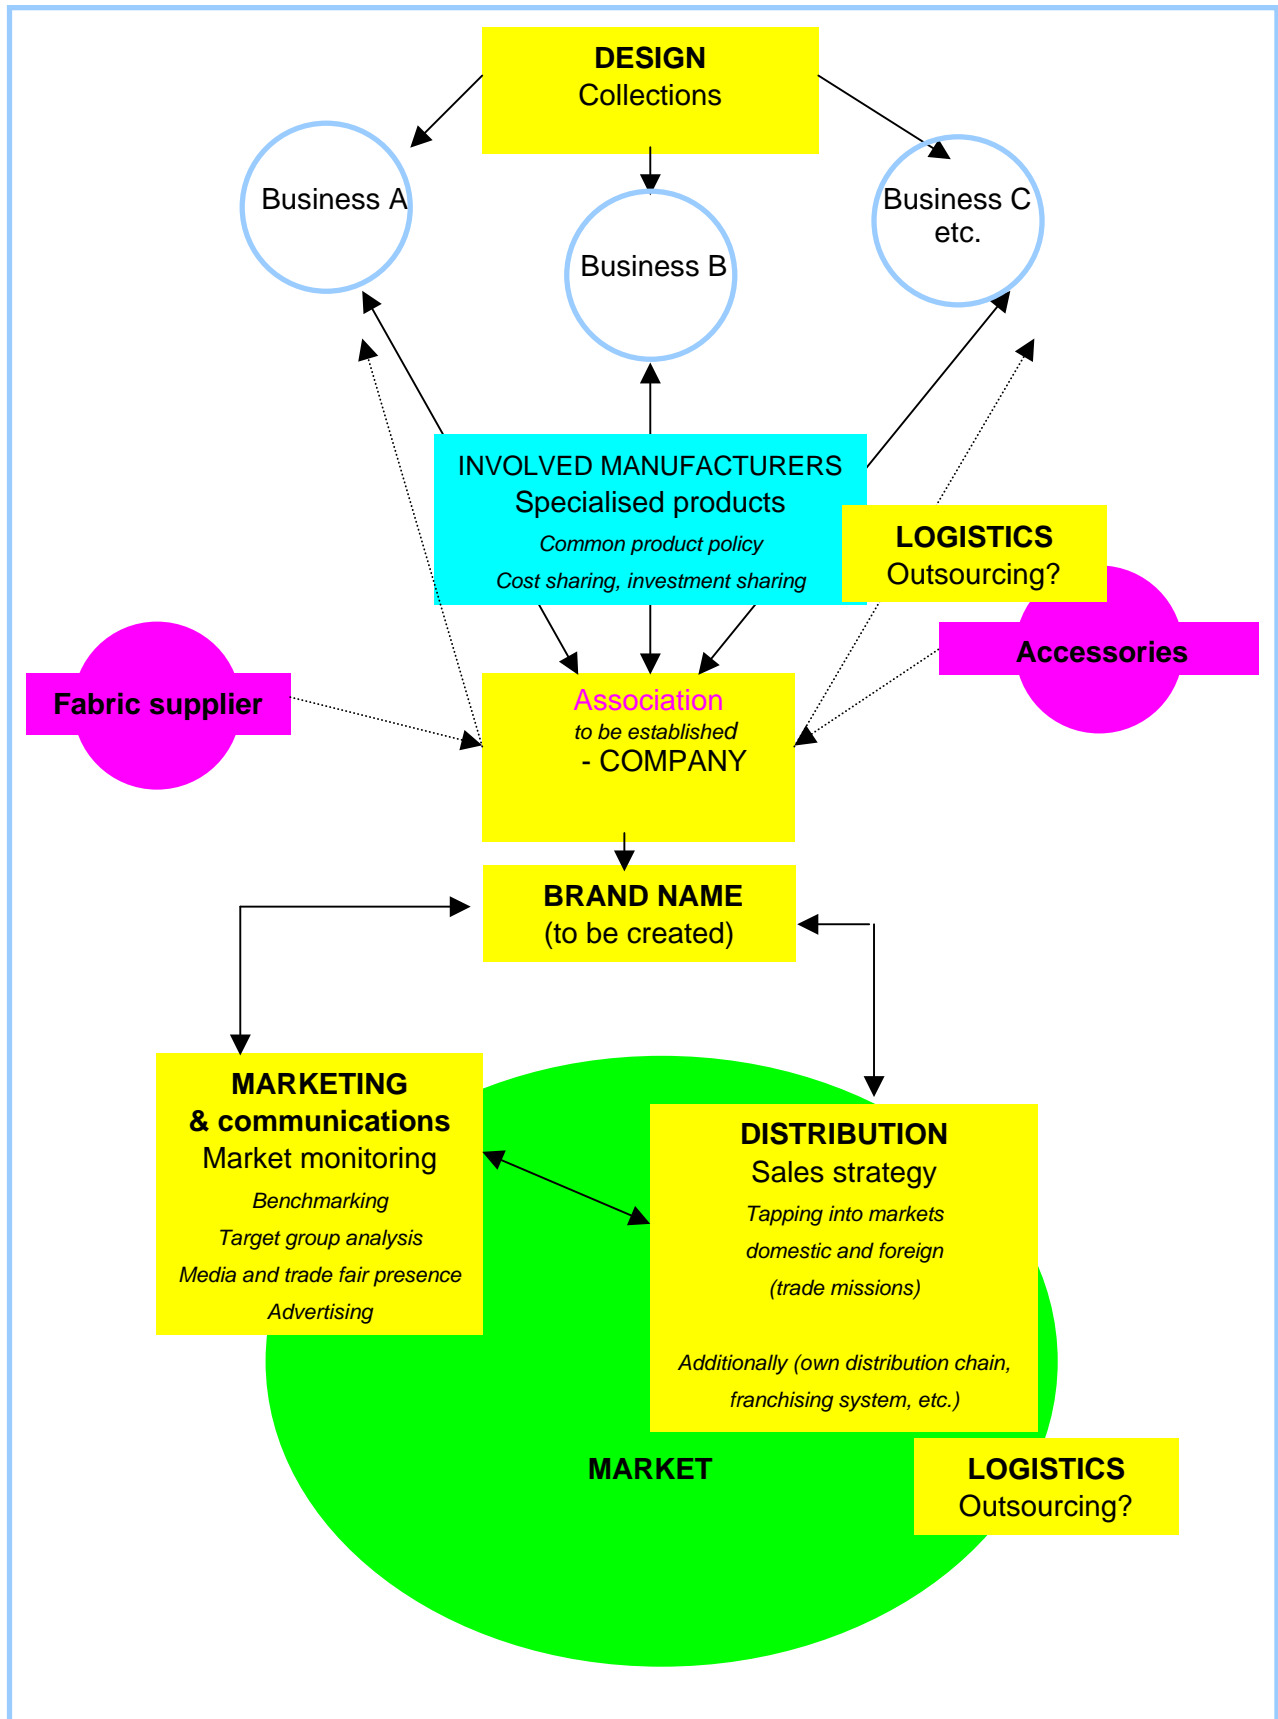 DESIGN
Collections
Business A
Business B
Business C
etc.
INVOLVED MANUFACTURERS
Specialised products
Common product policy
Cost sharing, investment sharing
LOGISTICS
Outsourcing?
Accessories
Fabric supplier
Association
to be established
- COMPANY
BRAND NAME
(to be created)
MARKETING
& communications
Market monitoring
Benchmarking
Target group analysis
Media and trade fair presence
Advertising
DISTRIBUTION
Sales strategy
Tapping into markets
domestic and foreign
(trade missions)
Additionally (own distribution chain,
franchising system, etc.)
MARKET
LOGISTICS
Outsourcing?